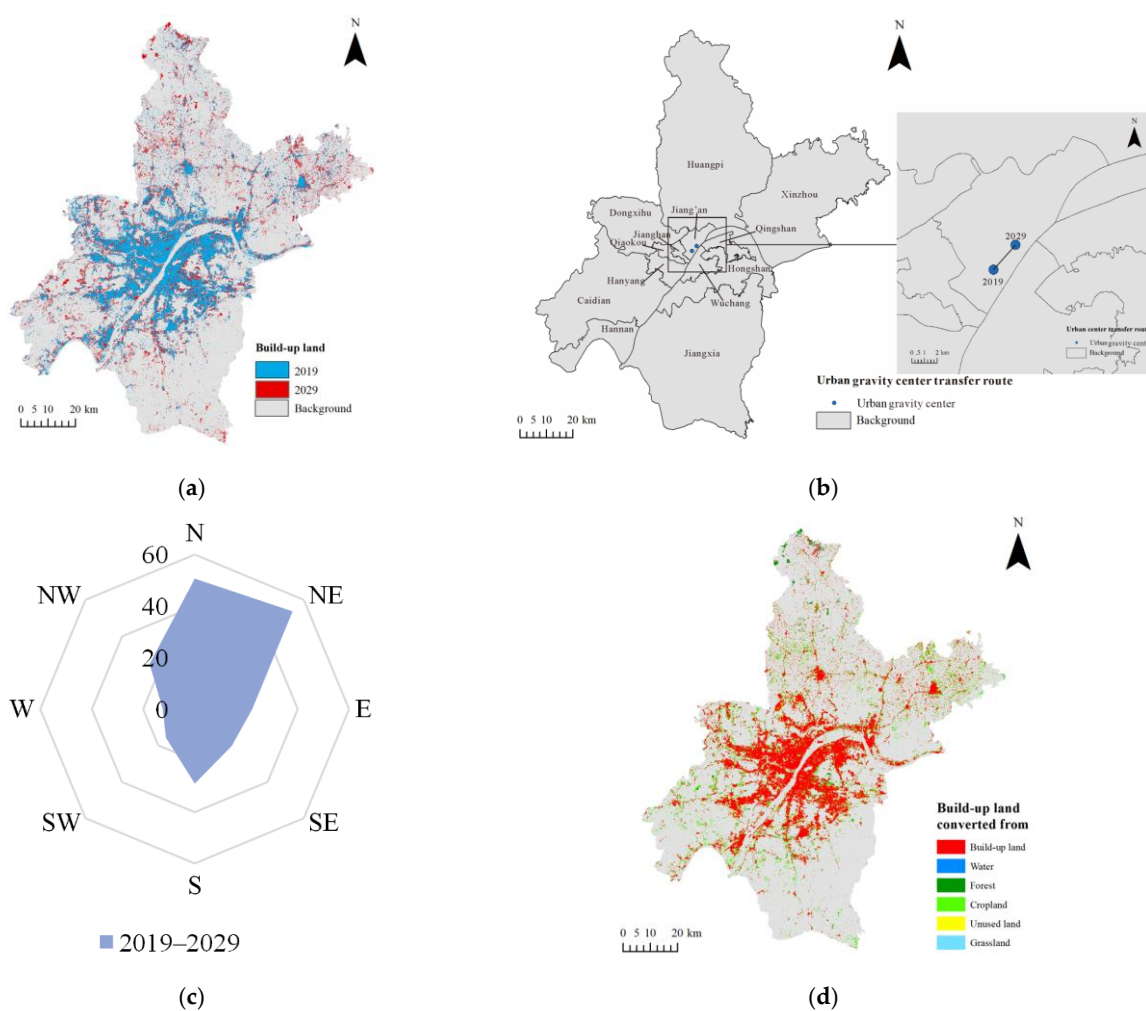 N
Build-up land
2019
2029
Background
0 5 10 20 km
(a)
N
Huangpi
Xinzhou
Dongxihu
Jiang'an
Jianghan
Qiaokou
Qingshan
Hanyang
Hongshan
Caidian
Wuchang
Hannan
Jiangxia
Urban gravity center transfer route
Urban gravity center
Background
0 5 10 20 km
N
2029
2019
Urban center transfer rout
Urban gravity cent
Background
0 .5 1 2 km
(b)
N
60
NW
NE
40
20
W
0
E
SW
SE
S
2019–2029
(c)
N
Build-up land
converted from
Build-up land
Water
Forest
Cropland
Unused land
Grassland
0 5 10 20 km
(d)